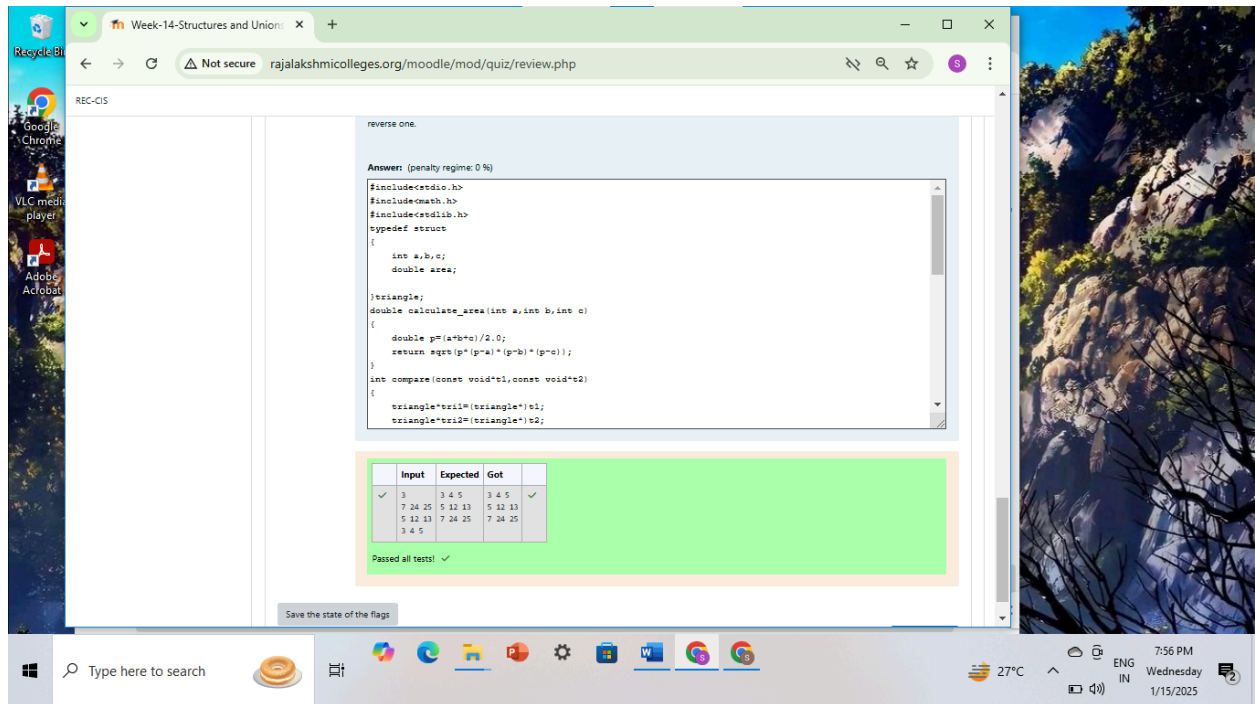 Recycle Bi
Google
Chrome
VLC medi
player
Adobe
Acrobat
Week-14-Structures and Unions
Not secure
rajalakshmicolleges.org/moodle/mod/quiz/review.php
S
REC-CIS
reverse one.
Answer: (penalty regime: 0 %)
#include<stdio.h>
#include<math.h>
#include<stdlib.h>
typedef struct
{
int a,b,c;
double area;
}triangle;
double calculate_area(int a,int b,int c)
{
double p=(a+b+c)/2.0;
return sqrt(p*(p-a)*(p-b)*(p-c));
}
int compare(const void*t1,const void*t2)
{
triangle*tri1=(triangle*)t1;
triangle*tri2=(triangle*)t2;
Input Expected Got
3 3 4 5 3 4 5
7 24 25 5 12 13 5 12 13
5 12 13 7 24 25 7 24 25
3 4 5
Passed all tests!
Save the state of the flags
Type here to search
27°C
ENG
IN
7:56 PM
Wednesday
1/15/2025
2